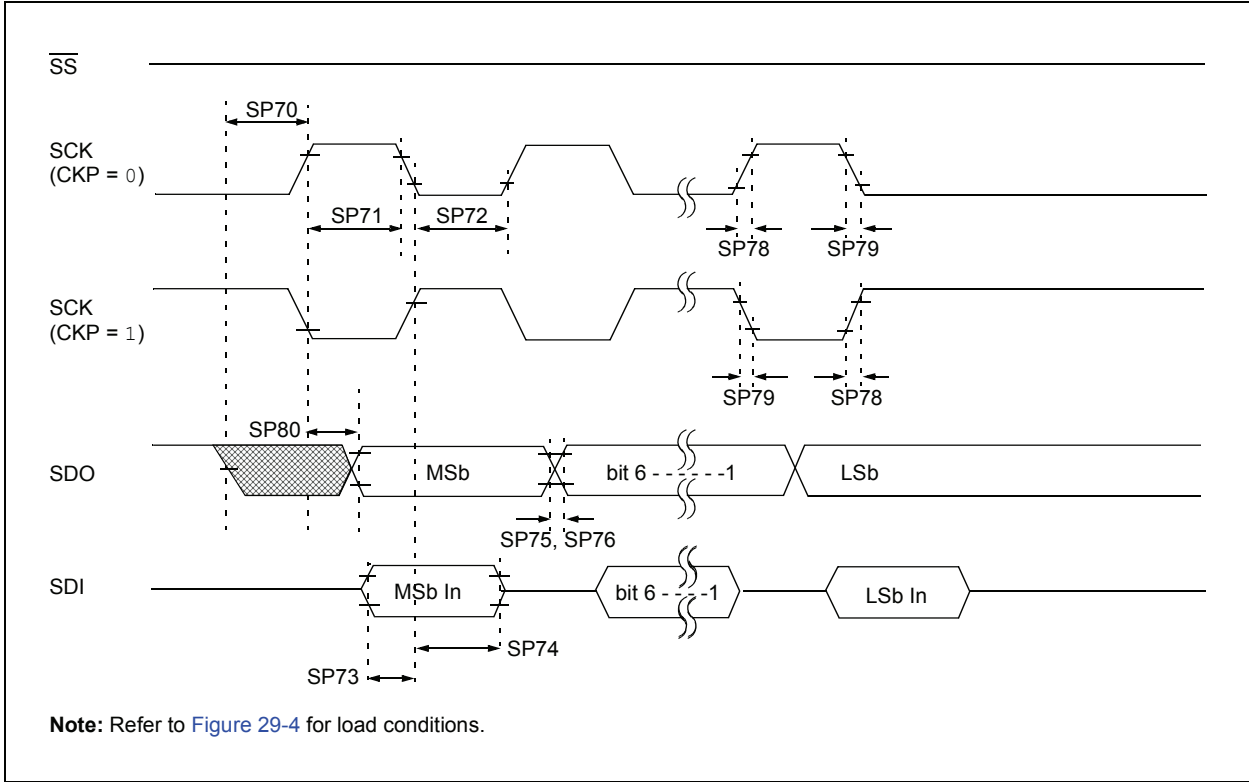 SS
SP70
SCK
(CKP = 0)
SP71
SP72
SP78
SP79
SCK
(CKP = 1)
SP79
SP78
SP80
SDO
MSb
bit 6 - - - - - -1
LSb
SP75, SP76
SDI
MSb In
bit 6 - - - - -1
LSb In
SP74
SP73
Note: Refer to Figure 29-4 for load conditions.